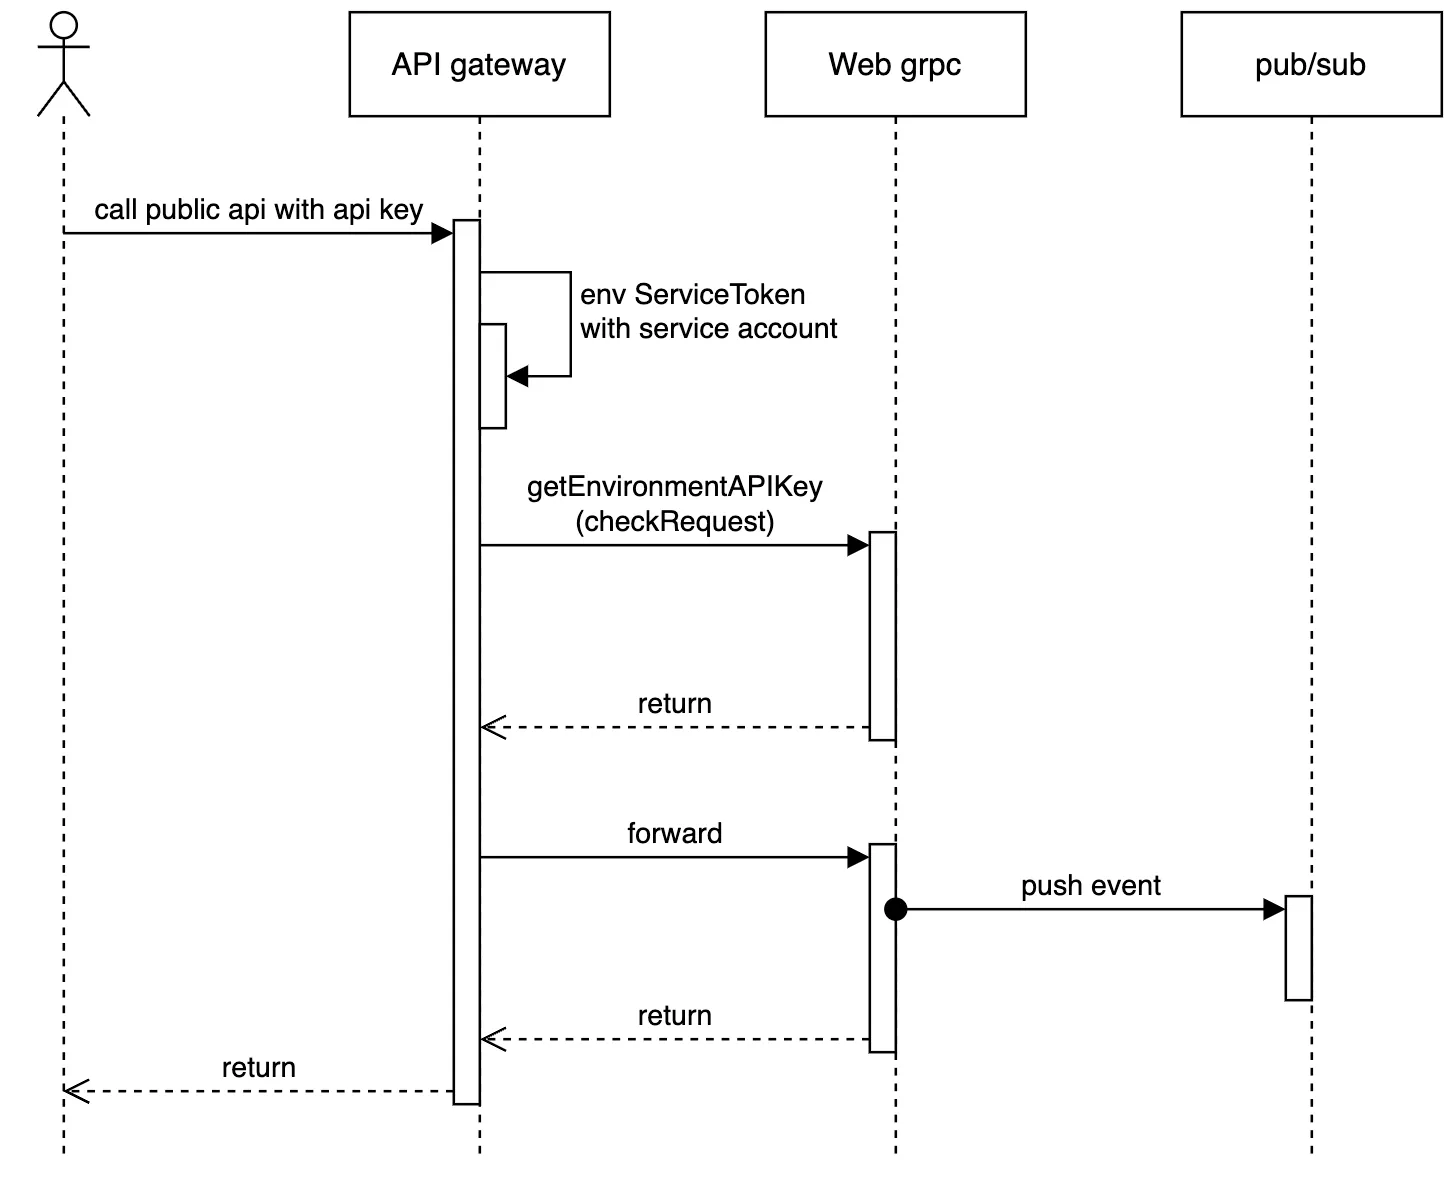 API gateway
Web grpc
pub/sub
call public api with api key
env ServiceToken
with service account
getEnvironmentAPIKey
(checkRequest)
return
forward
push event
return
return